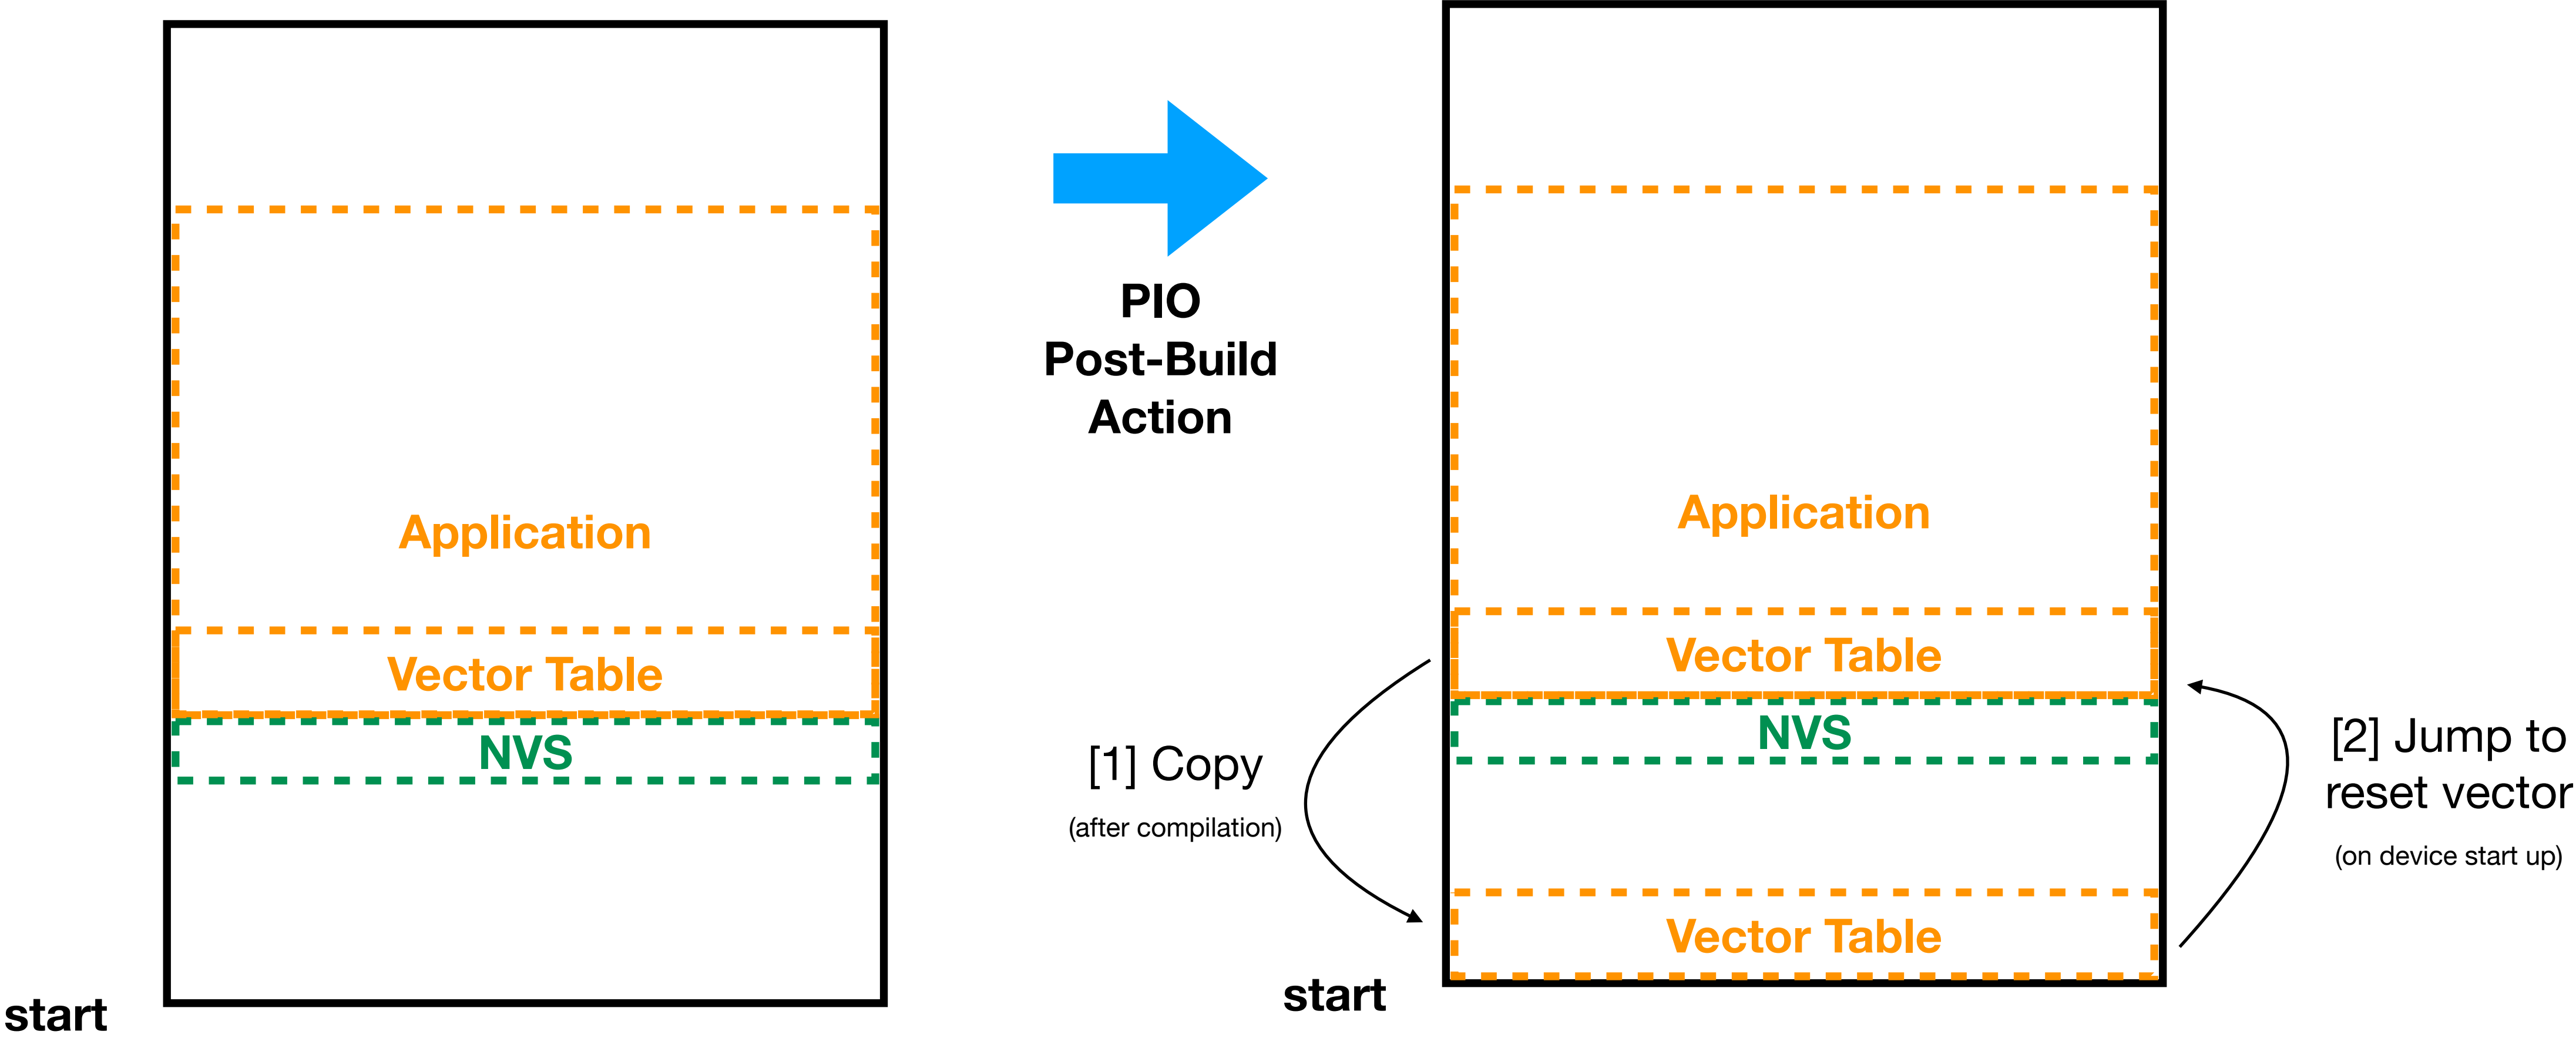 Application
Vector Table
NVS
start
PIO
Post-Build
Action
[1] Copy
(after compilation)
Application
Vector Table
NVS
Vector Table
start
[2] Jump to
reset vector
(on device start up)